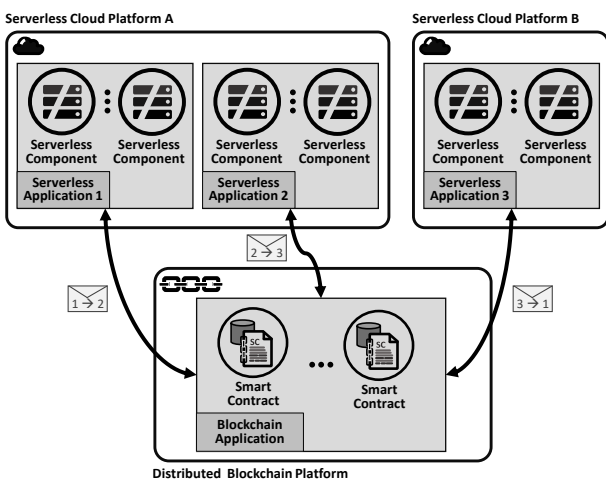 Serverless Cloud Platform A
Serverless Cloud Platform B
Serverless
Component
Serverless
Component
Serverless
Application 1
Serverless
Component
Serverless
Component
Serverless
Application 2
Serverless
Component
Serverless
Component
Serverless
Application 3
2 → 3
1 → 2
3 → 1
SC
Smart
Contract
...
SC
Smart
Contract
Blockchain
Application
Distributed Blockchain Platform